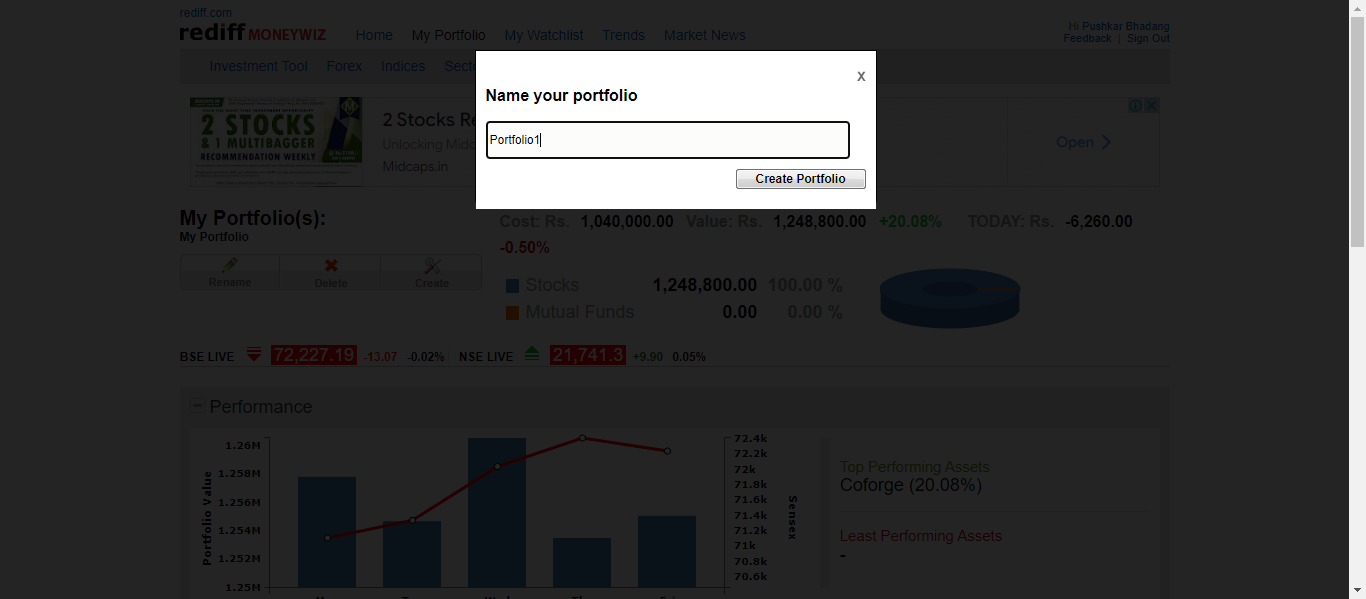 rediff.com
rediff MONEYWIZ
Home My Portfolio My Watchlist Trends Market News
Hi Pushkar Bhadang
Feedback | Sign Out
Investment Tool Forex Indices Secto
x
Name your portfolio
Portfolio1
Create Portfolio
2 STOCKS
& 1 MULTIBAGGER
RECOMMENDATION WEEKLY
2 Stocks Re
Unlocking Midc
Midcaps.in
Open
My Portfolio(s):
My Portfolio
Rename Delete Create
Cost: Rs. 1,040,000.00 Value: Rs. 1,248,800.00 +20.08% TODAY: Rs. -6,260.00
-0.50%
Stocks 1,248,800.00 100.00 %
Mutual Funds 0.00 0.00 %
BSE LIVE 72,227.19 -13.07 -0.02% NSE LIVE 21,741.3 +9.90 0.05%
Performance
Portfolio Value
1.26M
1.258M
1.256M
1.254M
1.252M
1.25M
72.4k
72.2k
72k
71.8k
71.6k
71.4k
71.2k
71k
70.8k
70.6k
Sensex
Top Performing Assets
Coforge (20.08%)
Least Performing Assets
-